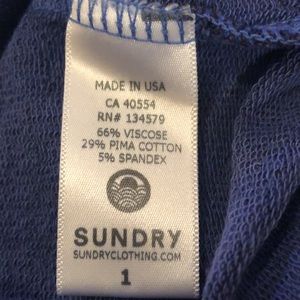 MADE IN USA
CA 40554
RN# 134579
66% VISCOSE
29% PIMA COTTON
5% SPANDEX
SUNDRY
SUNDRYCLOTHING.COM
1